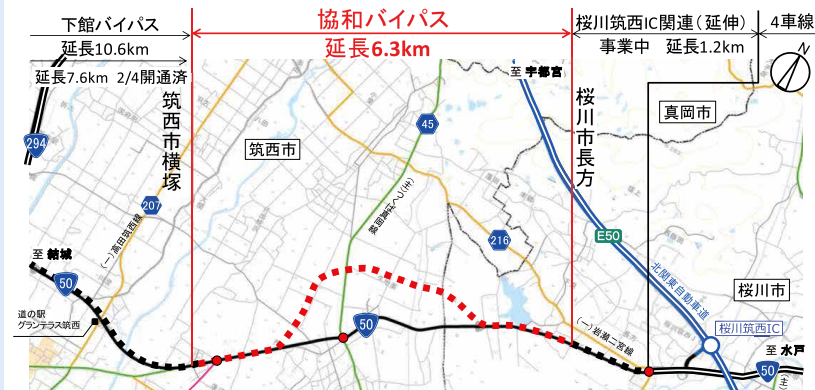 下館バイパス
延長10.6km
延長7.6km 2/4開通済
協和バイパス
延長6.3km
桜川筑西IC関連(延伸)
事業中 延長1.2km
4車線
N
294
筑西市横塚
筑西市
45
至 宇都宮
桜川市長方
真岡市
207
(一)高田筑西線
(主)つくば真岡線
216
E50
至 結城
50
道の駅
グランテラス筑西
50
北関東自動車道
桜川市
桜川筑西IC
(一)岩瀬二宮線
至 水戸
50